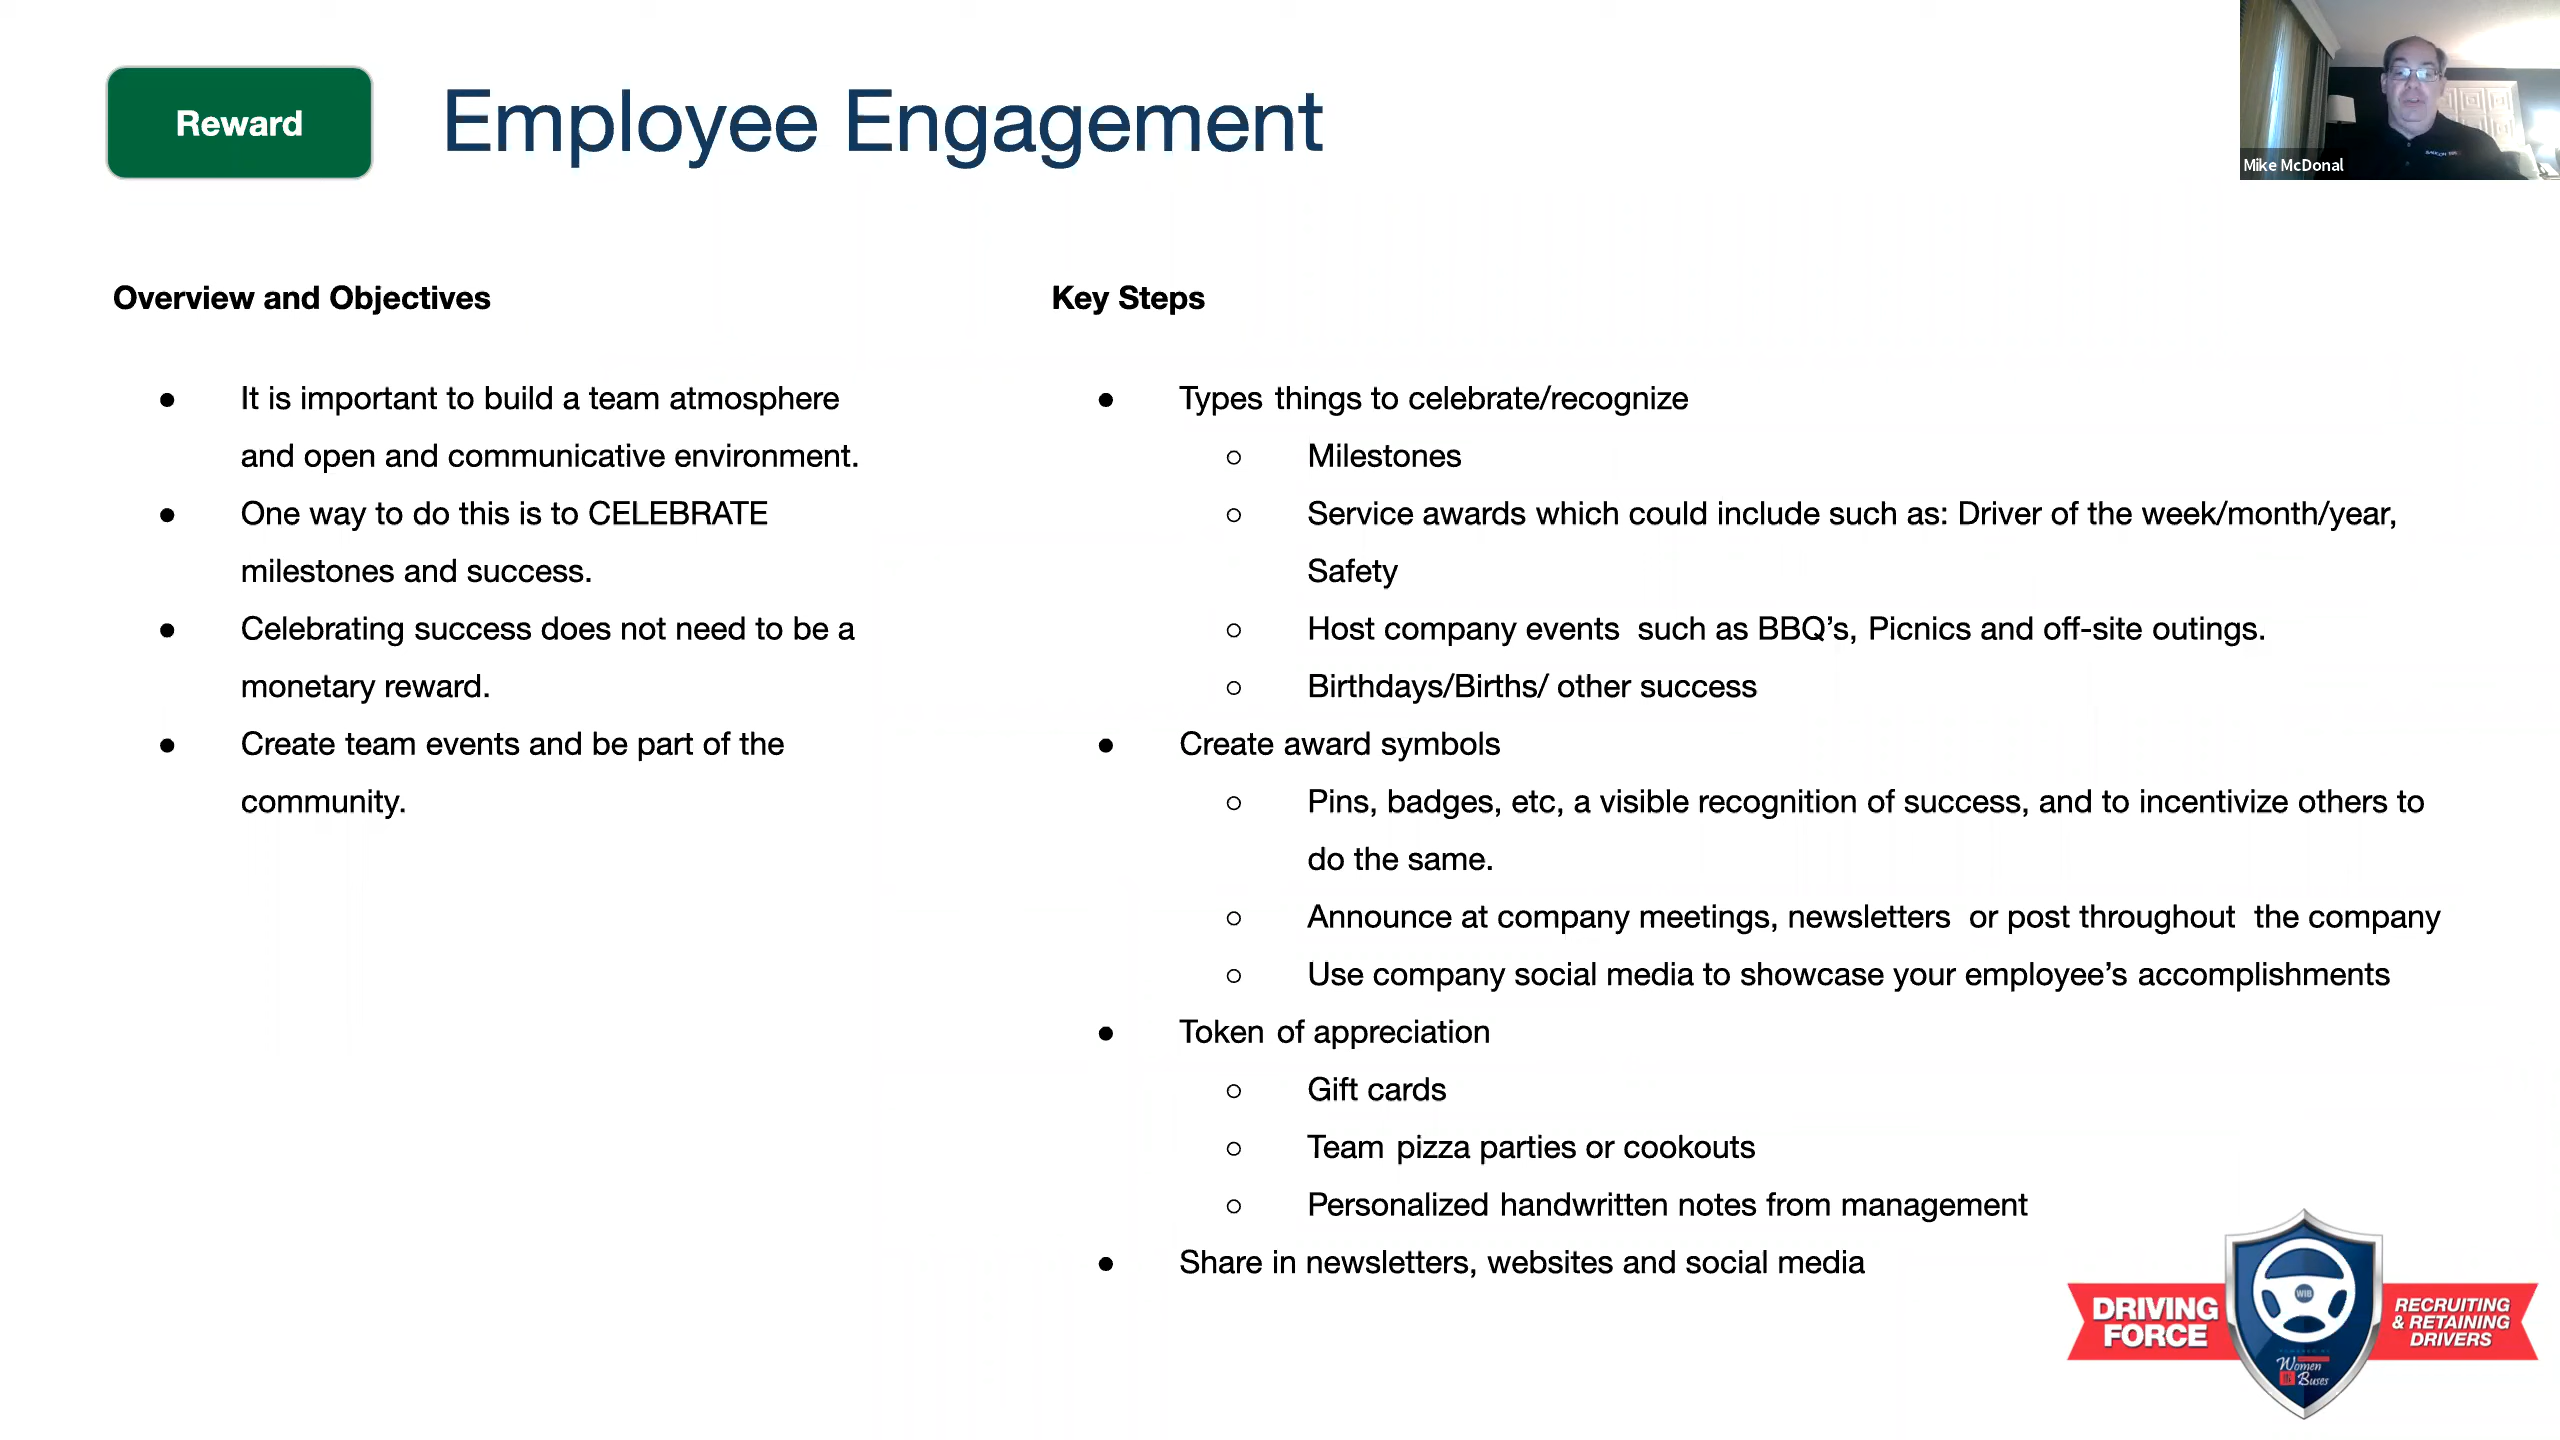 Reward
Employee Engagement
Mike McDonal
Overview and Objectives
● It is important to build a team atmosphere
and open and communicative environment.
● One way to do this is to CELEBRATE
milestones and success.
● Celebrating success does not need to be a
monetary reward.
● Create team events and be part of the
community.
Key Steps
● Types things to celebrate/recognize
○ Milestones
○ Service awards which could include such as: Driver of the week/month/year,
Safety
○ Host company events such as BBQ’s, Picnics and off-site outings.
○ Birthdays/Births/ other success
● Create award symbols
○ Pins, badges, etc, a visible recognition of success, and to incentivize others to
do the same.
○ Announce at company meetings, newsletters or post throughout the company
○ Use company social media to showcase your employee’s accomplishments
● Token of appreciation
○ Gift cards
○ Team pizza parties or cookouts
○ Personalized handwritten notes from management
● Share in newsletters, websites and social media
DRIVING
FORCE
WIB
Women
Buses
RECRUITING
& RETAINING
DRIVERS